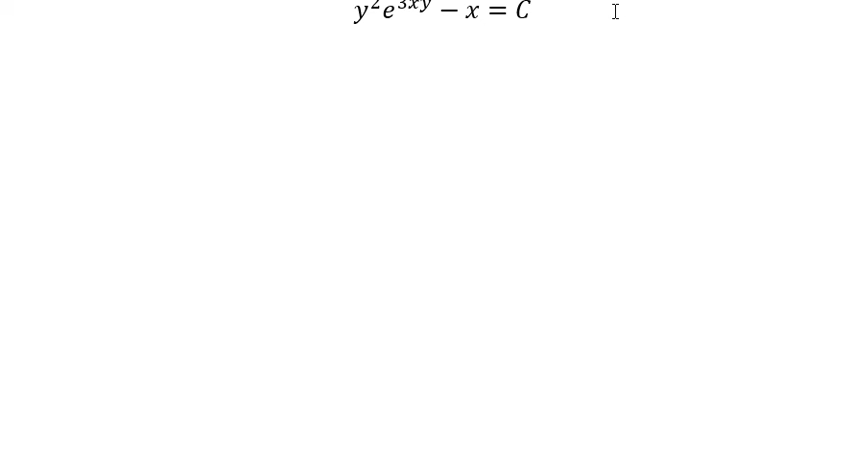 y²e³ˣʸ − x = C